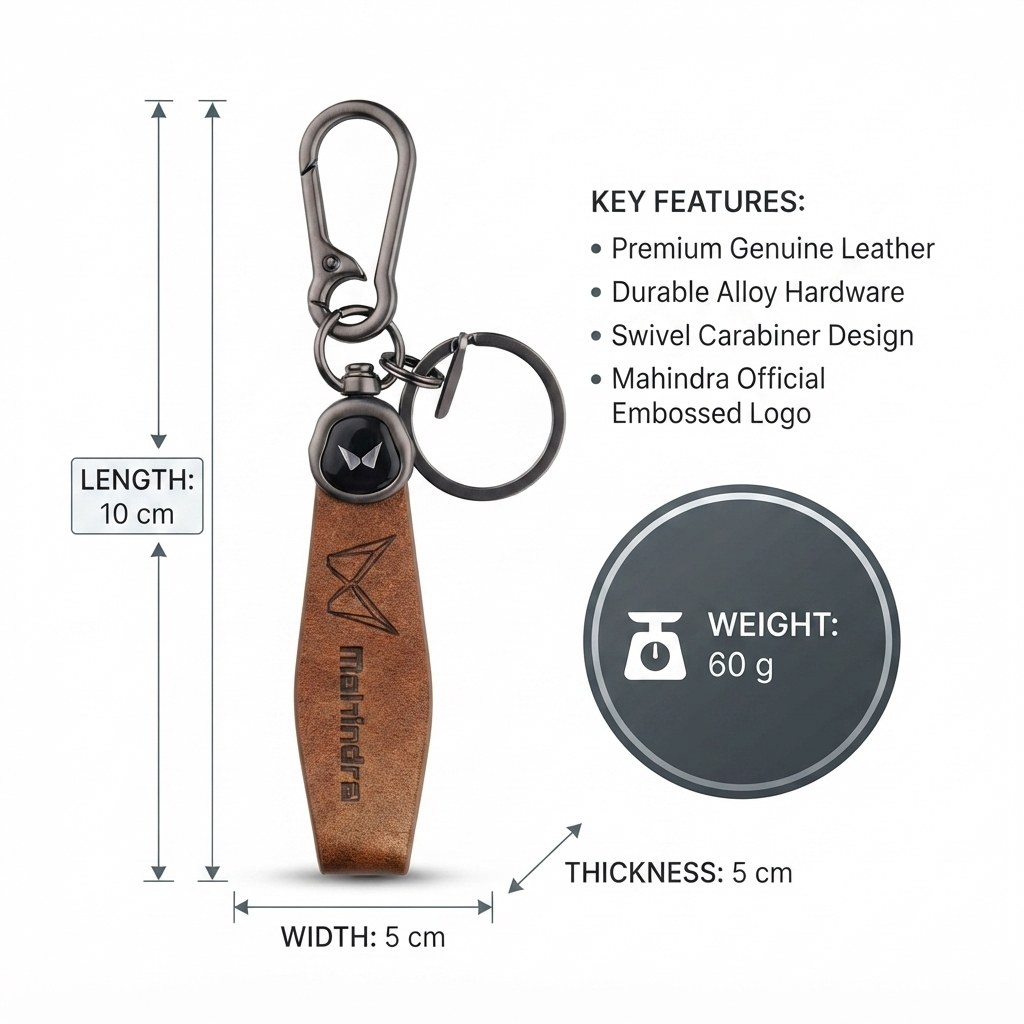 KEY FEATURES:
• Premium Genuine Leather
• Durable Alloy Hardware
• Swivel Carabiner Design
• Mahindra Official
Embossed Logo
LENGTH:
10 cm
Mahindra
WEIGHT:
60 g
THICKNESS: 5 cm
WIDTH: 5 cm